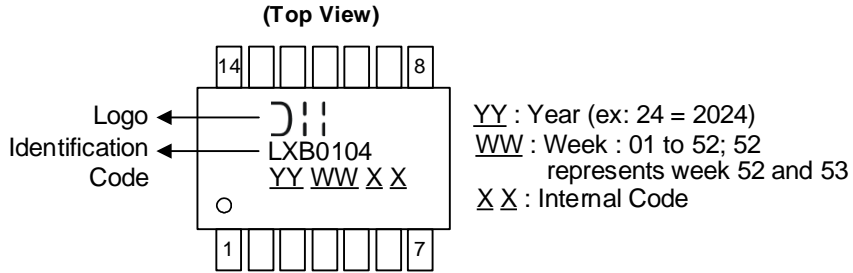 (Top View)
14
8
Logo
Identification
Code
LXB0104
YY WW X X
1
7
YY : Year (ex: 24 = 2024)
WW : Week : 01 to 52; 52
represents week 52 and 53
X X : Internal Code